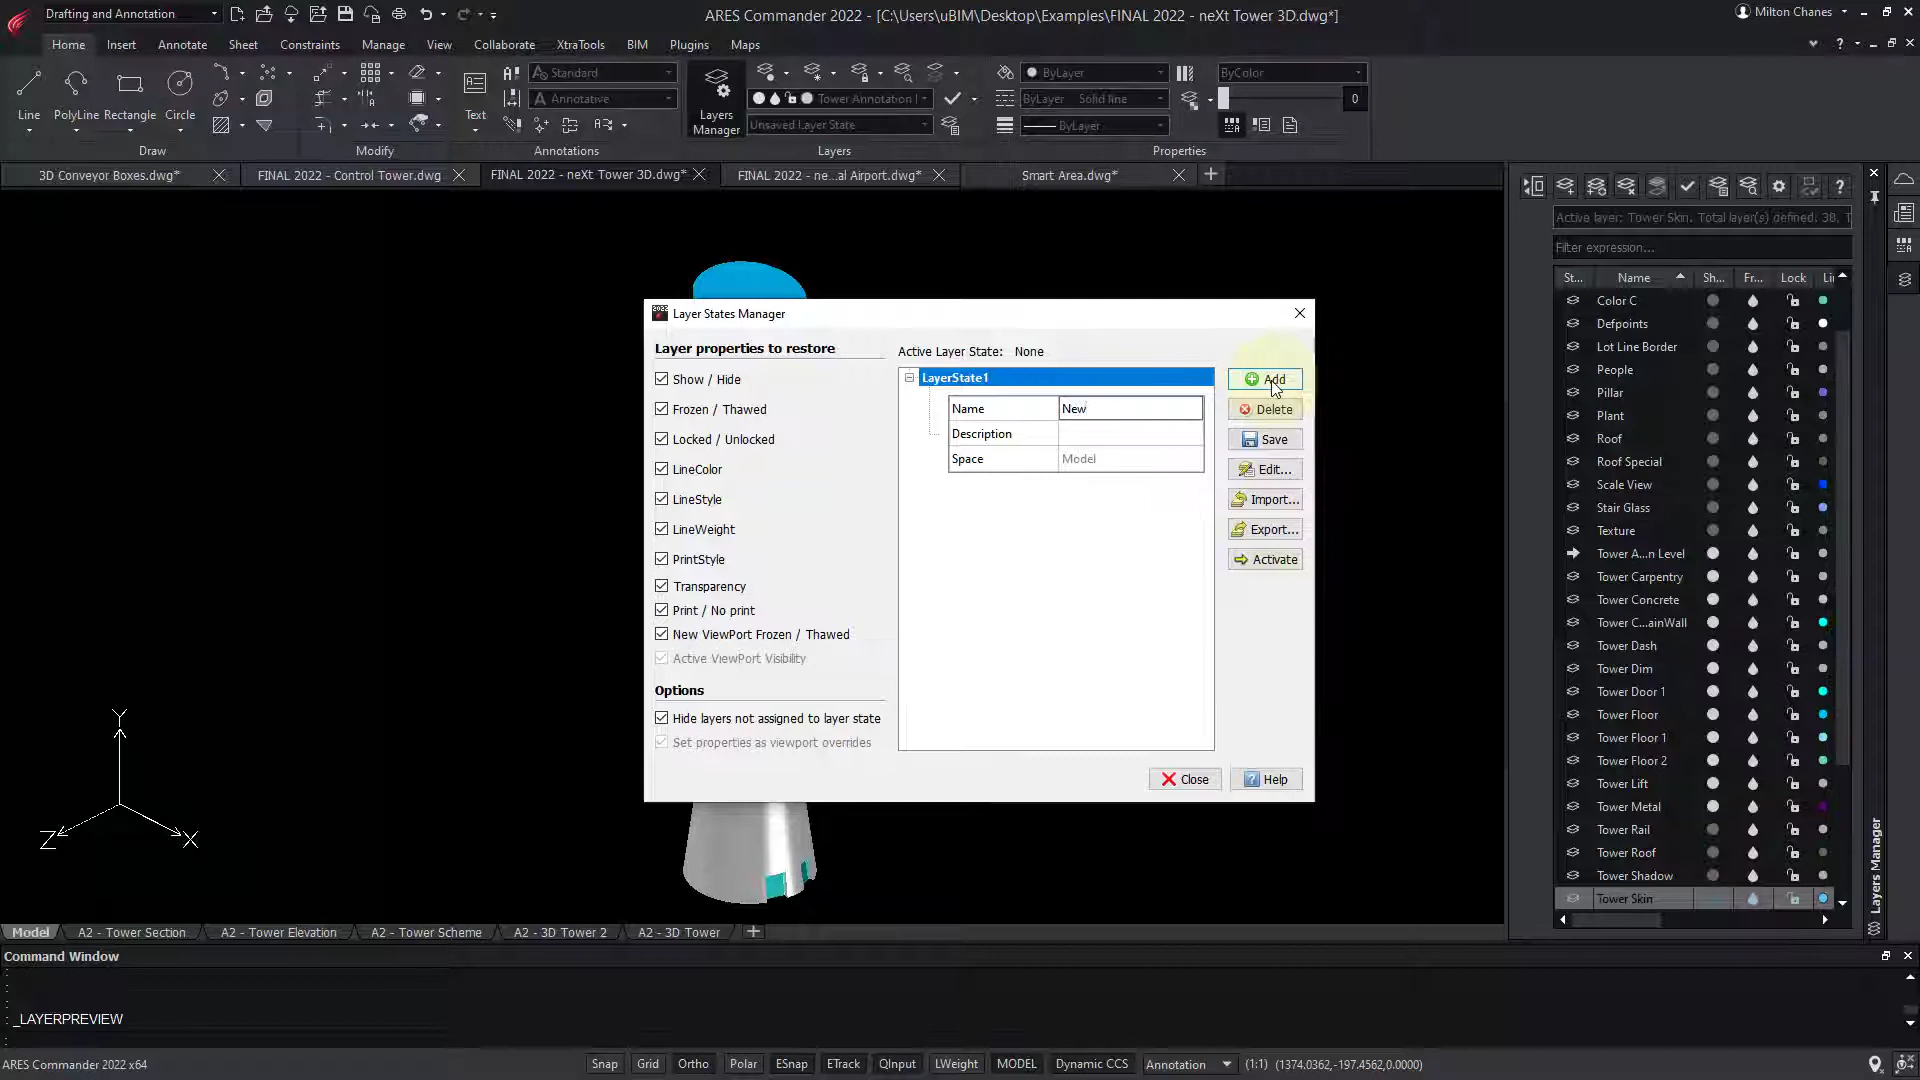 Drafting and Annotation
ARES Commander 2022 - [C:\Users\uBIM\Desktop\Examples\FINAL 2022 - neXt Tower 3D.dwg*]
Milton Chanes
Home Insert Annotate Sheet Constraints Manage View Collaborate XtraTools BIM Plugins Maps
Standard
Annotative
Line PolyLine Rectangle Circle
Text
Layers Manager
Tower Annotation
Unsaved Layer State
ByLayer
ByLayer Solid line
ByLayer
ByColor
0
Draw Modify Annotations Layers Properties
3D Conveyor Boxes.dwg*
FINAL 2022 - Control Tower.dwg
FINAL 2022 - neXt Tower 3D.dwg*
FINAL 2022 - ne...al Airport.dwg*
Smart Area.dwg*
Active layer: Tower Skin. Total layer(s) defined: 38, T
Filter expression...
St... Name Sh... Fr... Lock Li
Color C
Defpoints
Lot Line Border
People
Pillar
Plant
Roof
Roof Special
Scale View
Stair Glass
Texture
Tower A...n Level
Tower Carpentry
Tower Concrete
Tower C...ainWall
Tower Dash
Tower Dim
Tower Door 1
Tower Floor
Tower Floor 1
Tower Floor 2
Tower Lift
Tower Metal
Tower Rail
Tower Roof
Tower Shadow
Tower Skin
Layers Manager
2022
Layer States Manager
Layer properties to restore
Show / Hide
Frozen / Thawed
Locked / Unlocked
LineColor
LineStyle
LineWeight
PrintStyle
Transparency
Print / No print
New ViewPort Frozen / Thawed
Active ViewPort Visibility
Options
Hide layers not assigned to layer state
Set properties as viewport overrides
Active Layer State: None
LayerState1
Name New
Description
Space Model
Add
Delete
Save
Edit...
Import...
Export...
Activate
Close
Help
Y
Z
X
Model
A2 - Tower Section
A2 - Tower Elevation
A2 - Tower Scheme
A2 - 3D Tower 2
A2 - 3D Tower
Command Window
:
:
:
: _LAYERPREVIEW
:
ARES Commander 2022 x64
Snap Grid Ortho Polar ESnap ETrack QInput LWeight MODEL Dynamic CCS Annotation (1:1) (1374.0362,-197.4562,0.0000)